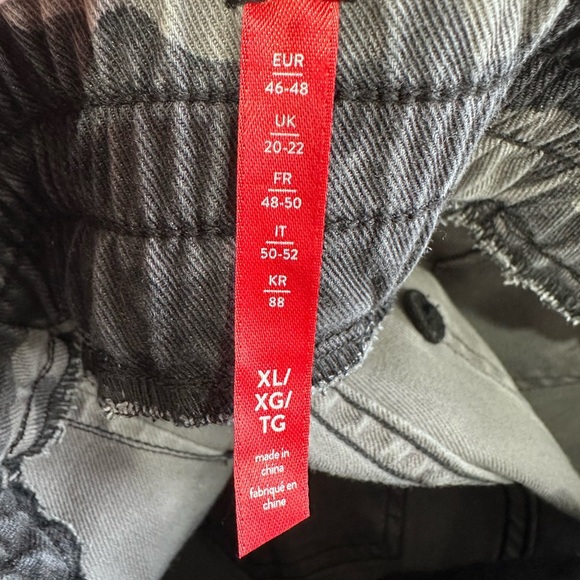 EUR
46-48
UK
20-22
FR
48-50
IT
50-52
KR
88
XL/
XG/
TG
made in
china
fabriqué en
chine